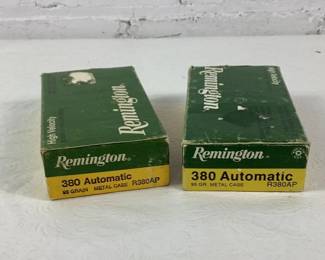 High Velocity
Remington
Remington
380 Automatic
95 GRAIN METAL CASE R380AP
High Velocity
Remington
Remington
380 Automatic
95 GR. METAL CASE R380AP